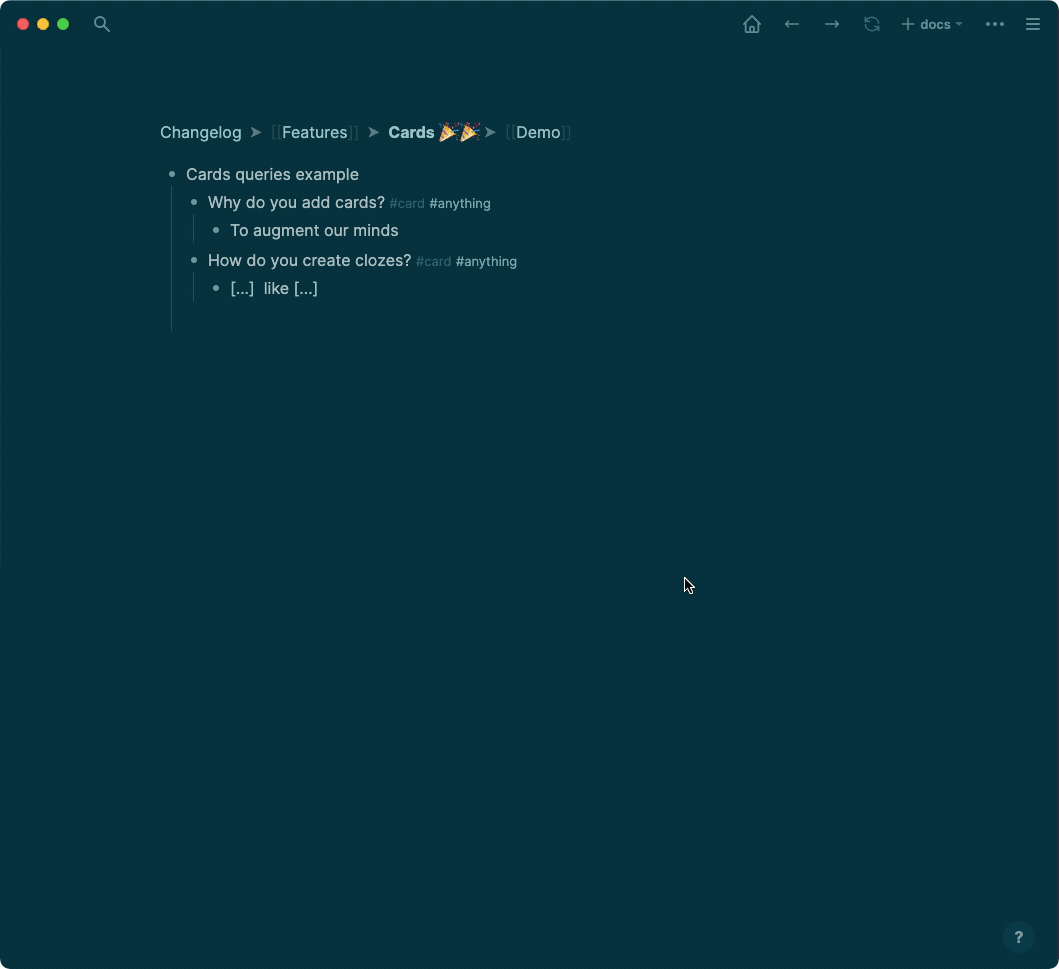 docs
Changelog ➤ [[Features]] ➤ Cards 🎉🎉 ➤ [[Demo]]
Cards queries example
Why do you add cards? #card #anything
To augment our minds
How do you create clozes? #card #anything
[...] like [...]
?